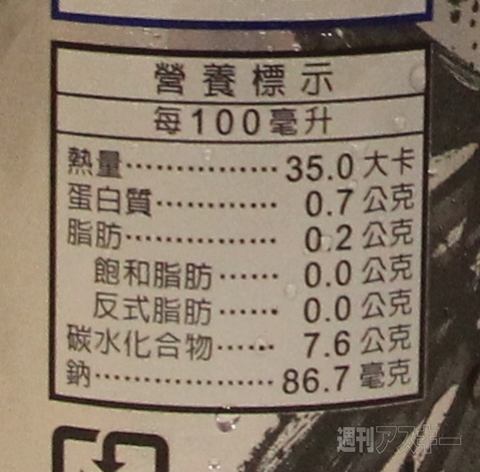 營養標示
每100毫升
熱量················35.0大卡
蛋白質············0.7公克
脂肪················0.2公克
飽和脂肪······0.0公克
反式脂肪······0.0公克
碳水化合物······7.6公克
鈉··················86.7毫克
週刊アスキー